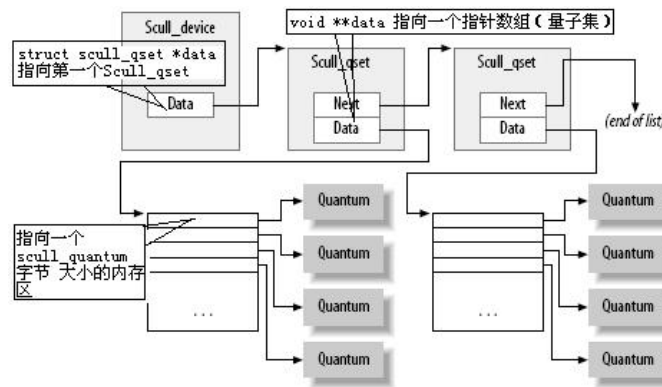 Scull_device
void **data 指向一个指针数组(量子集)
struct scull_qset *data
指向第一个Scull_qset
Scull_qset
Scull_qset
Data
Next
Data
Next
Data
(end of list)
指向一个
scull_quantum
字节 大小的内存
区
. . .
Quantum
Quantum
Quantum
Quantum
. . .
Quantum
Quantum
Quantum
Quantum